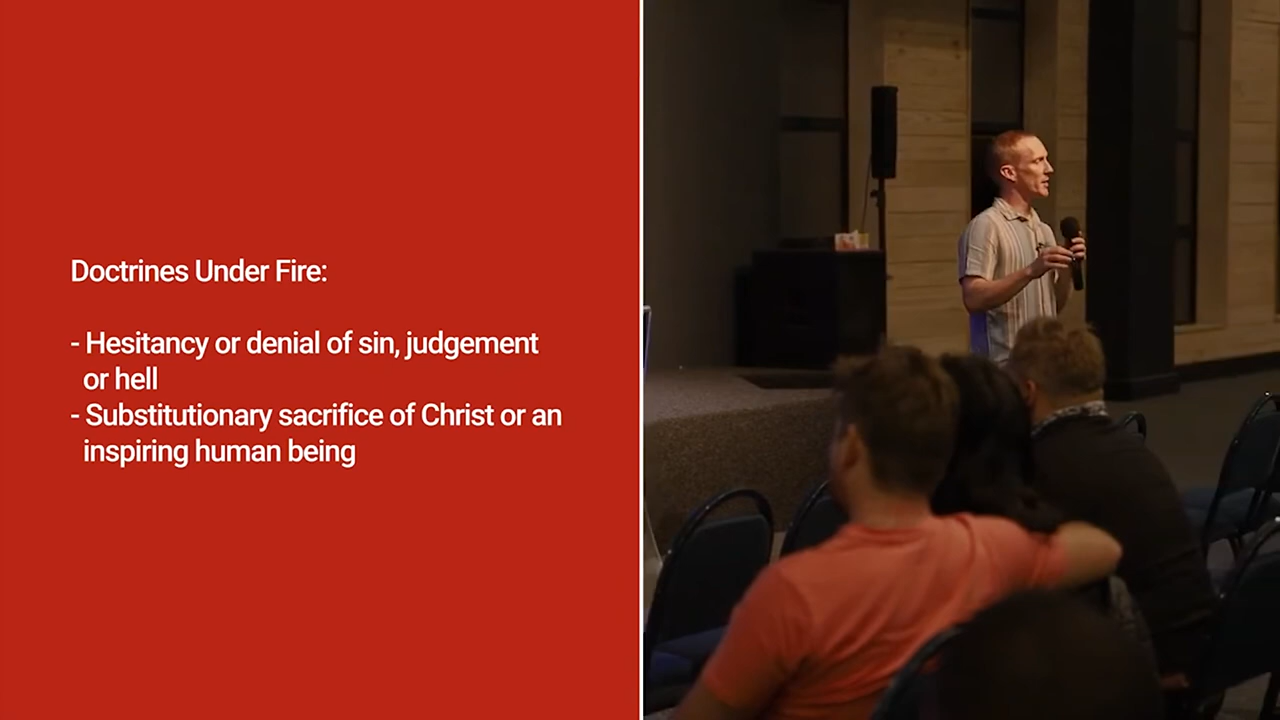 Doctrines Under Fire:
- Hesitancy or denial of sin, judgement
or hell
- Substitutionary sacrifice of Christ or an
inspiring human being